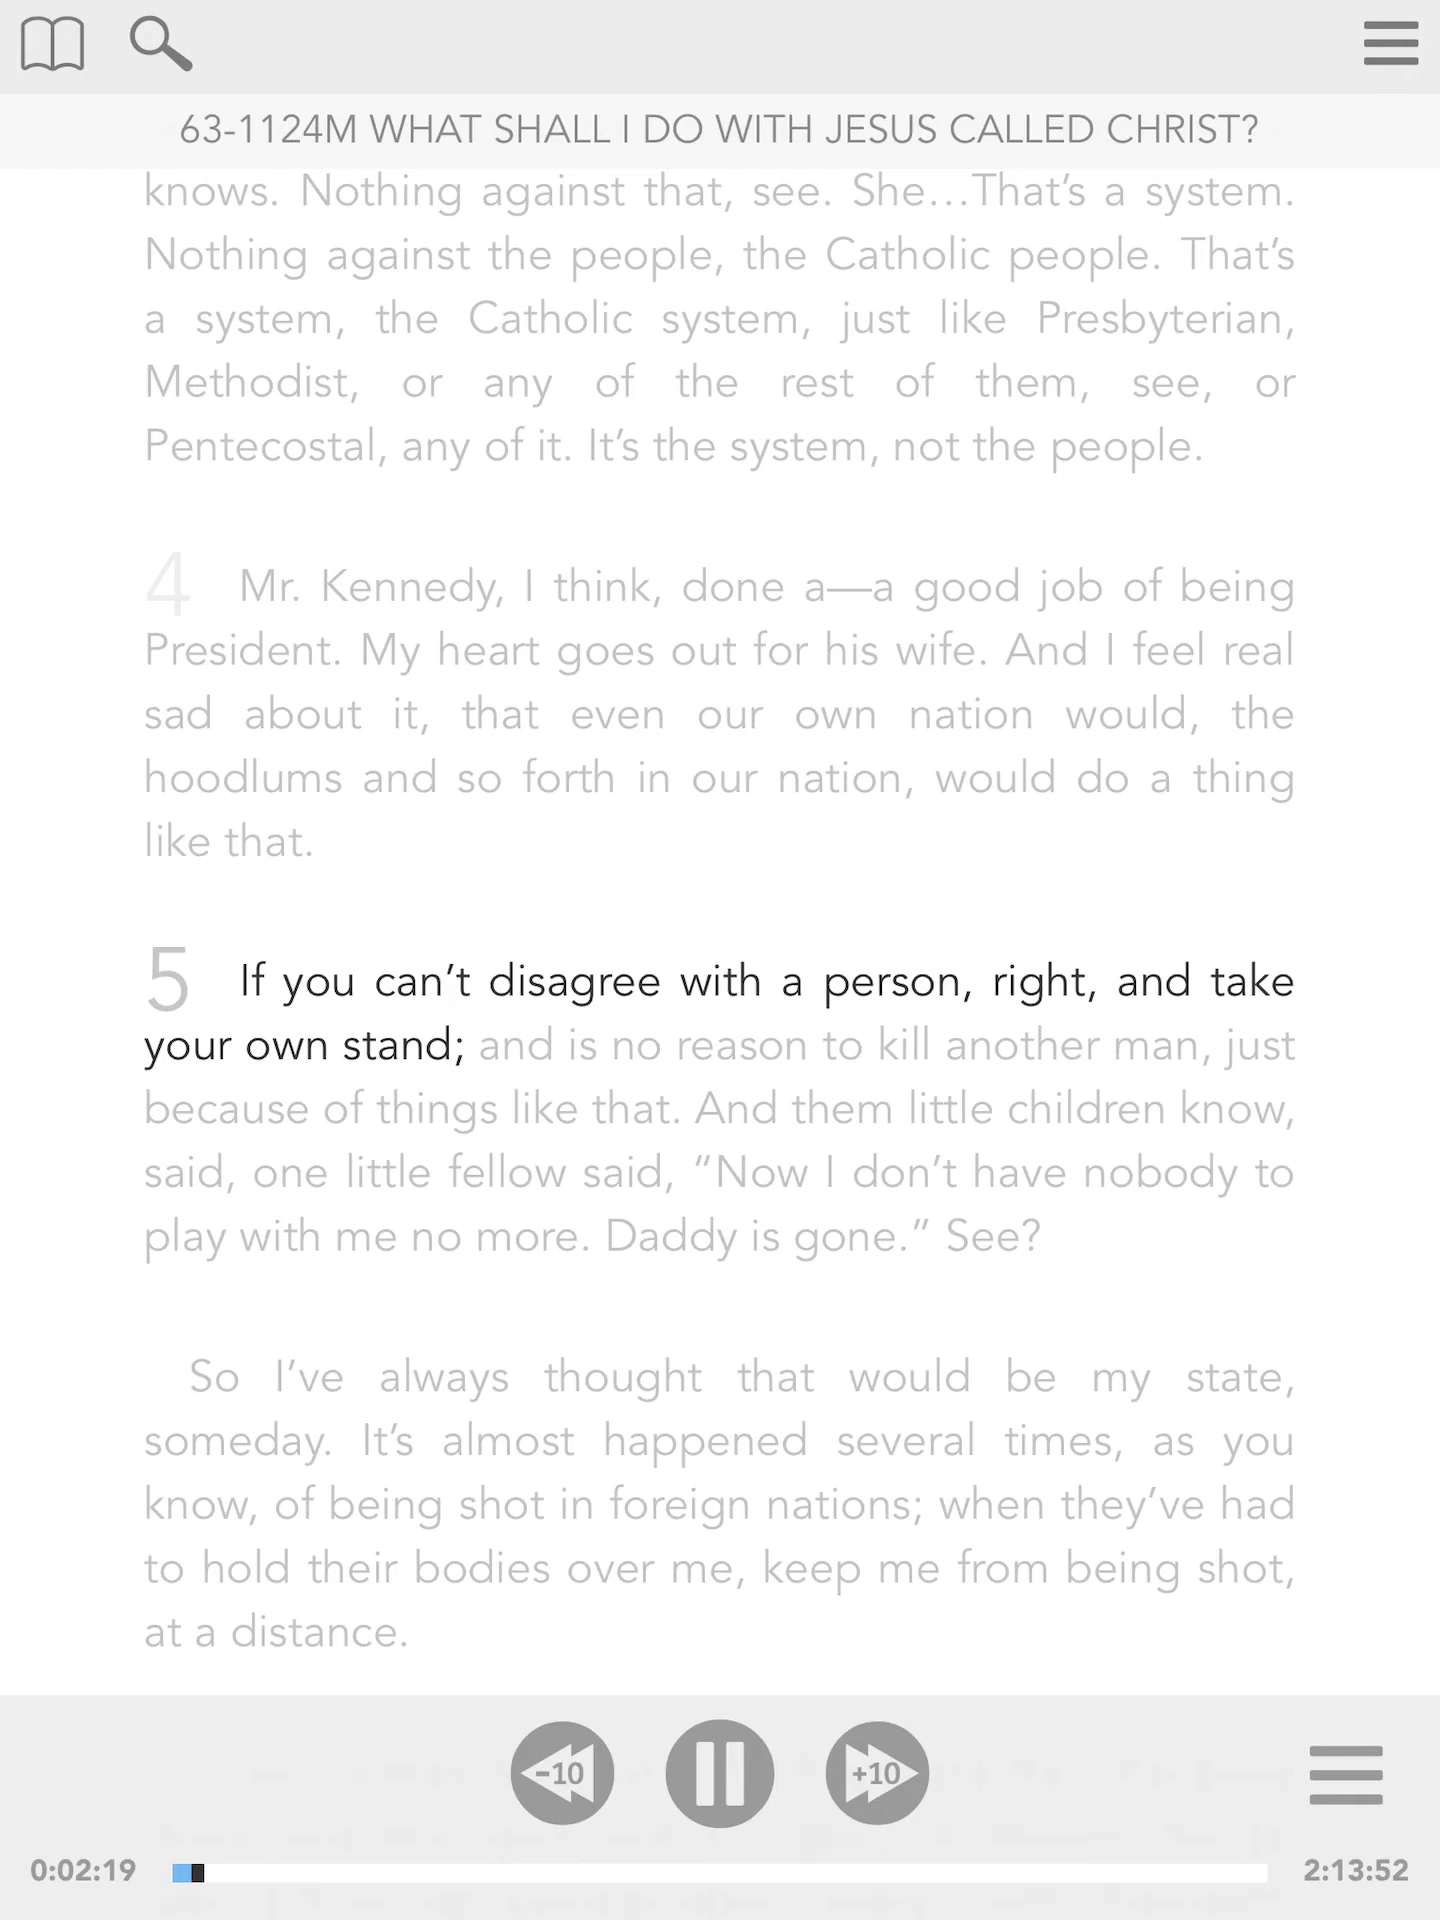 63-1124M WHAT SHALL I DO WITH JESUS CALLED CHRIST?
knows. Nothing against that, see. She…That’s a system.
Nothing against the people, the Catholic people. That’s
a system, the Catholic system, just like Presbyterian,
Methodist, or any of the rest of them, see, or
Pentecostal, any of it. It’s the system, not the people.
4 Mr. Kennedy, I think, done a—a good job of being
President. My heart goes out for his wife. And I feel real
sad about it, that even our own nation would, the
hoodlums and so forth in our nation, would do a thing
like that.
5 If you can’t disagree with a person, right, and take
your own stand; and is no reason to kill another man, just
because of things like that. And them little children know,
said, one little fellow said, “Now I don’t have nobody to
play with me no more. Daddy is gone.” See?
So I’ve always thought that would be my state,
someday. It’s almost happened several times, as you
know, of being shot in foreign nations; when they’ve had
to hold their bodies over me, keep me from being shot,
at a distance.
-10 +10
0:02:19 2:13:52